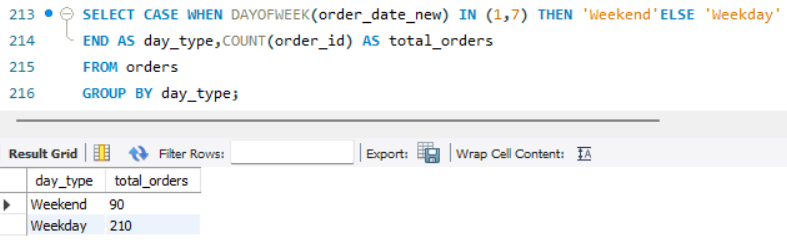 213 SELECT CASE WHEN DAYOFWEEK(order_date_new) IN (1,7) THEN 'Weekend'ELSE 'Weekday'
214 END AS day_type,COUNT(order_id) AS total_orders
215 FROM orders
216 GROUP BY day_type;
Result Grid Filter Rows: Export: Wrap Cell Content: IA
day_type total_orders
Weekend 90
Weekday 210